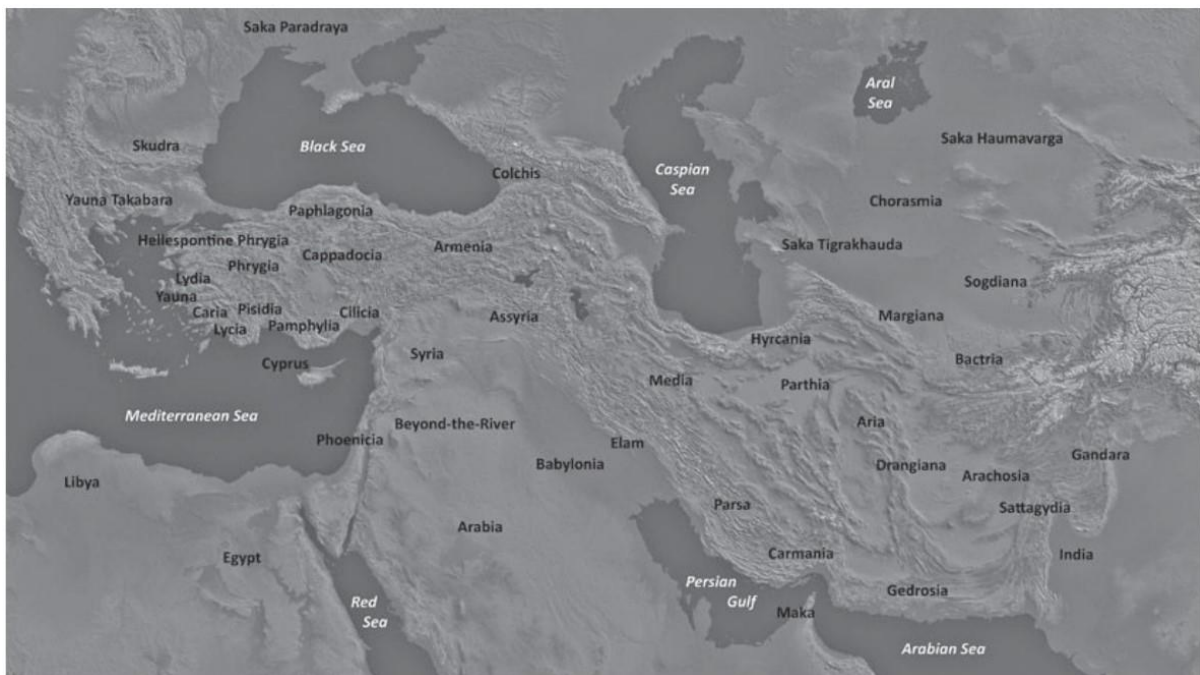 Saka Paradraya
Aral
Sea
Skudra
Black Sea
Saka Haumavarga
Caspian
Sea
Colchis
Yauna Takabara
Paphlagonia
Chorasmia
Hellespontine Phrygia
Cappadocia
Armenia
Saka Tigrakhauda
Phrygia
Lydia
Sogdiana
Yauna
Caria
Pisidia
Cilicia
Assyria
Margiana
Lycia
Pamphylia
Hyrcania
Cyprus
Syria
Bactria
Media
Parthia
Mediterranean Sea
Beyond-the-River
Aria
Phoenicia
Elam
Babylonia
Gandara
Drangiana
Arachosia
Libya
Parsa
Sattagydia
Arabia
Egypt
Carmania
India
Persian
Gulf
Gedrosia
Red
Sea
Maka
Arabian Sea